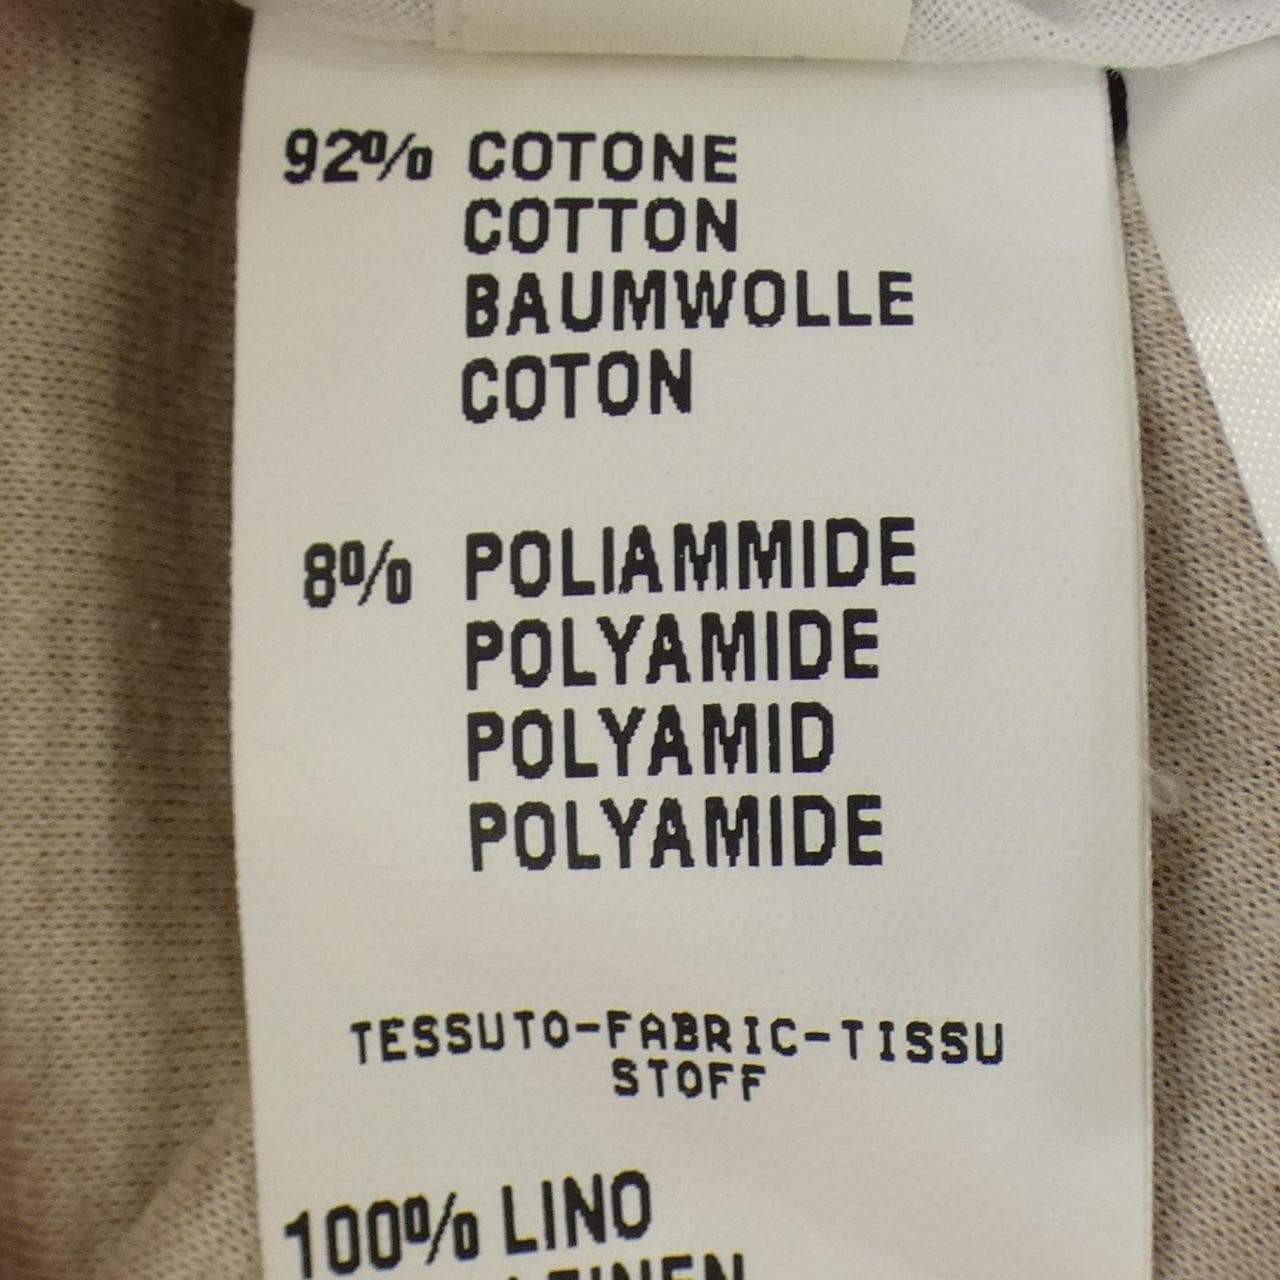 92% COTONE
COTTON
BAUMWOLLE
COTON
8% POLIAMMIDE
POLYAMIDE
POLYAMID
POLYAMIDE
TESSUTO-FABRIC-TISSU
STOFF
100% LINO